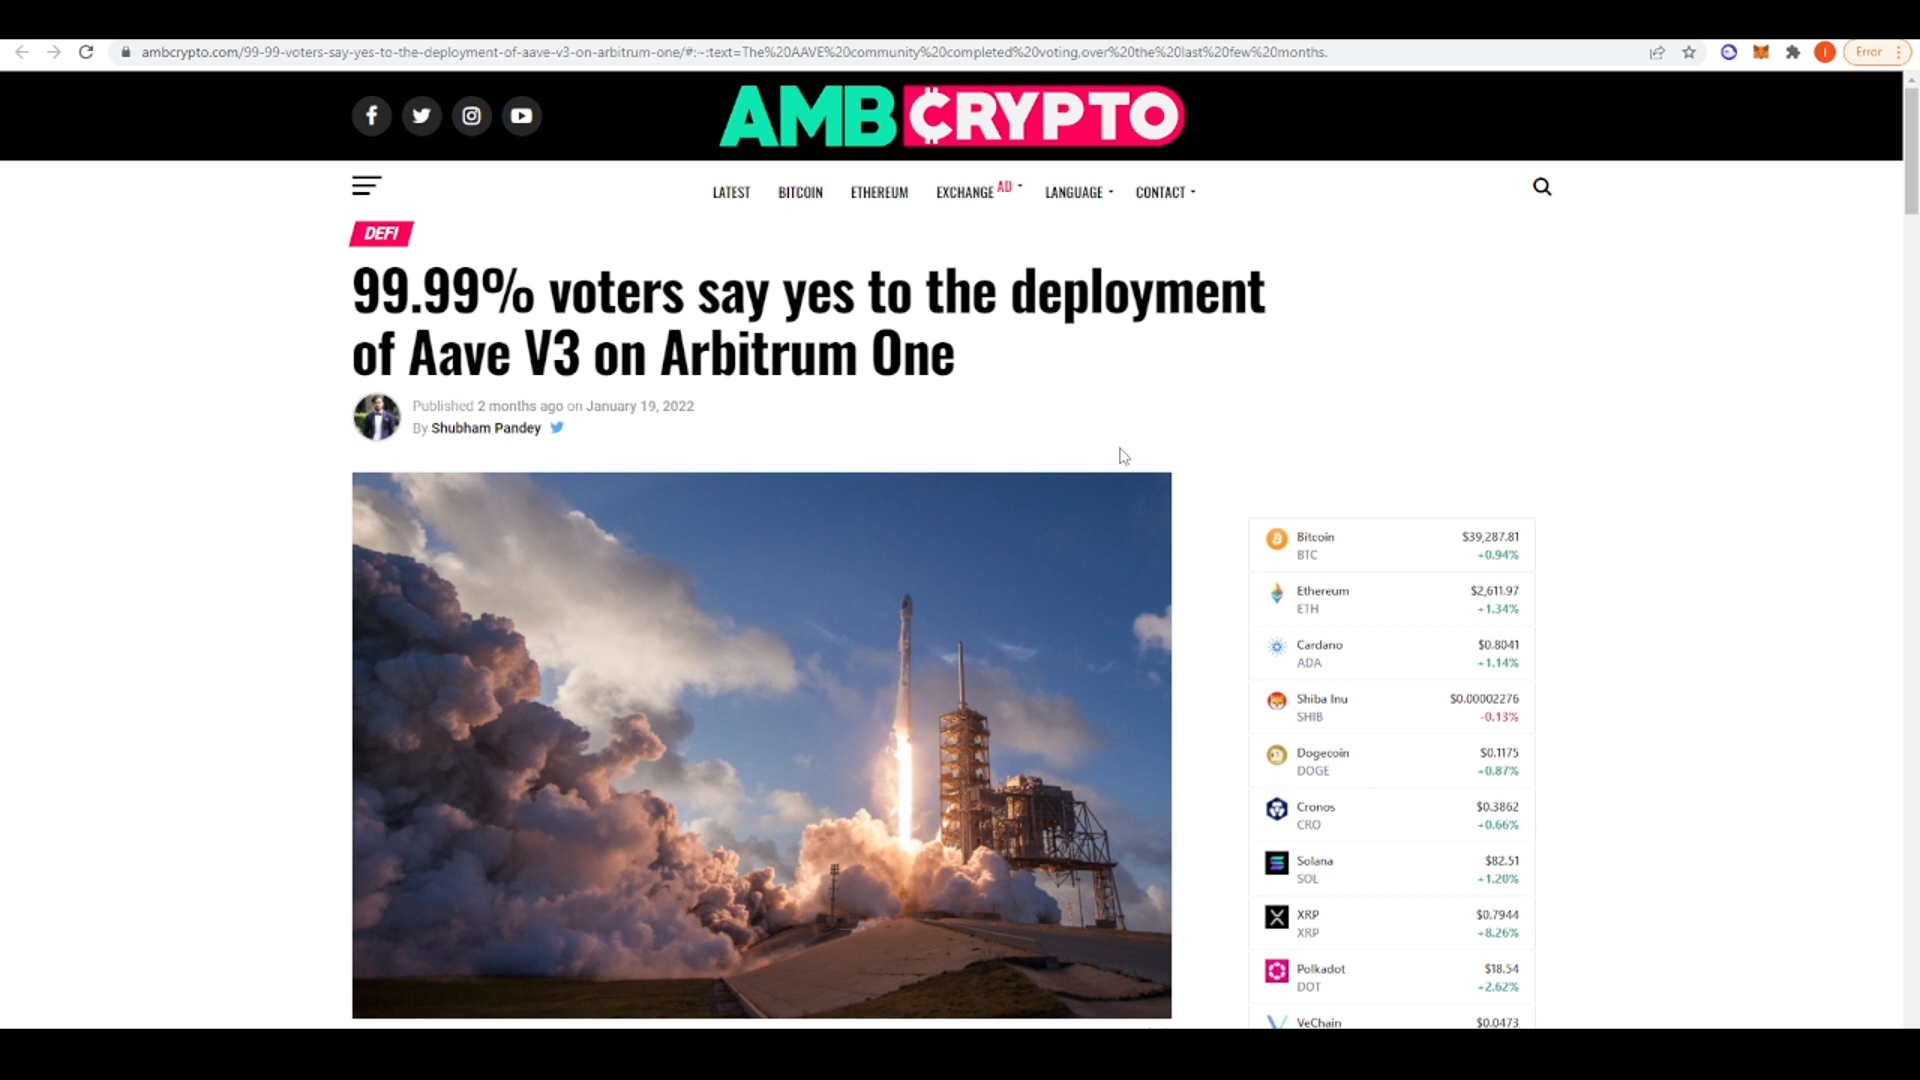 ambcrypto.com/99-99-voters-say-yes-to-the-deployment-of-aave-v3-on-arbitrum-one/#:~:text=The%20AAVE%20community%20completed%20voting,over%20the%20last%20few%20months.
I
Error
AMBCRYPTO
LATEST BITCOIN ETHEREUM EXCHANGE AD LANGUAGE CONTACT
DEFI
99.99% voters say yes to the deployment
of Aave V3 on Arbitrum One
Published 2 months ago on January 19, 2022
By Shubham Pandey
Bitcoin $39,287.81
BTC +0.94%
Ethereum $2,611.97
ETH +1.34%
Cardano $0.8041
ADA +1.14%
Shiba Inu $0.00002276
SHIB -0.13%
Dogecoin $0.1175
DOGE +0.87%
Cronos $0.3862
CRO +0.66%
Solana $82.51
SOL +1.20%
XRP $0.7944
XRP +8.26%
Polkadot $18.54
DOT +2.62%
VeChain $0.0473